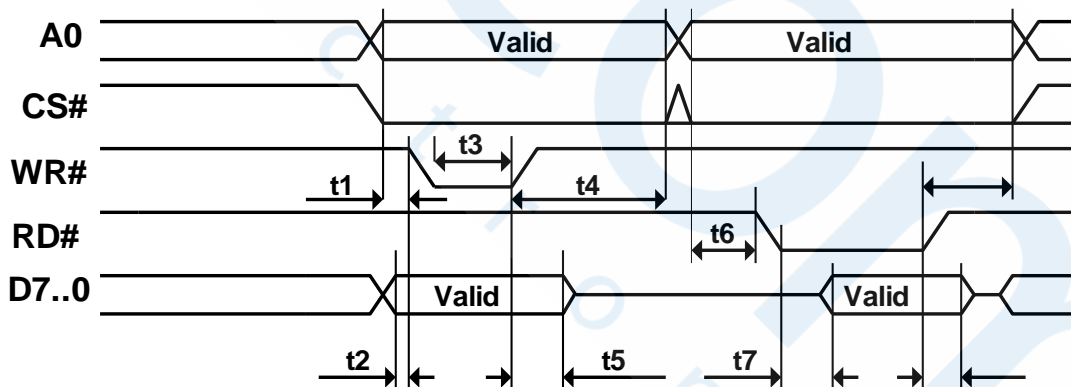 A0 Valid Valid
CS#
t3
WR#
t1 t4
RD#
t6
D7..0 Valid Valid
t2 t5 t7